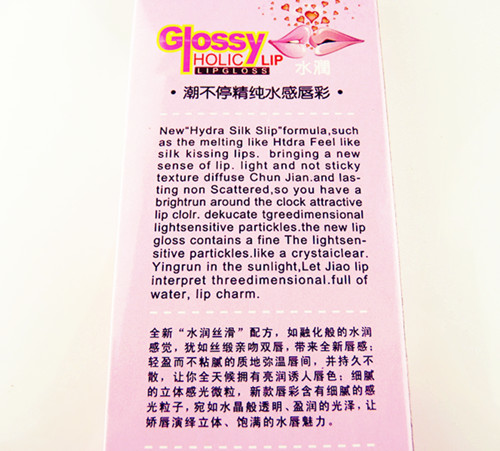 Glossy
HOLIC LIP
LIPGLOSS 水润
·潮不停精纯水感唇彩·
New"Hydra Silk Slip"formula,such
as the melting like Htdra Feel like
silk kissing lips. bringing a new
sense of lip. light and not sticky
texture diffuse Chun Jian.and las-
ting non Scattered,so you have a
brightrun around the clock attractive
lip clolr. dekucate tgreedimensional
lightsensitive partickles.the new lip
gloss contains a fine The lightsen-
sitive partickles.like a crystaiclear.
Yingrun in the sunlight,Let Jiao lip
interpret threedimensional.full of
water, lip charm.
全新“水润丝滑”配方，如融化般的水润
感觉，犹如丝缎亲吻双唇，带来全新唇感；
轻盈而不粘腻的质地弥温唇间，并持久不
散，让你全天候拥有亮润诱人唇色；细腻
的立体感光微粒，新款唇彩含有细腻的感
光粒子，宛如水晶般透明、盈润的光泽，让
娇唇演绎立体、饱满的水唇魅力。